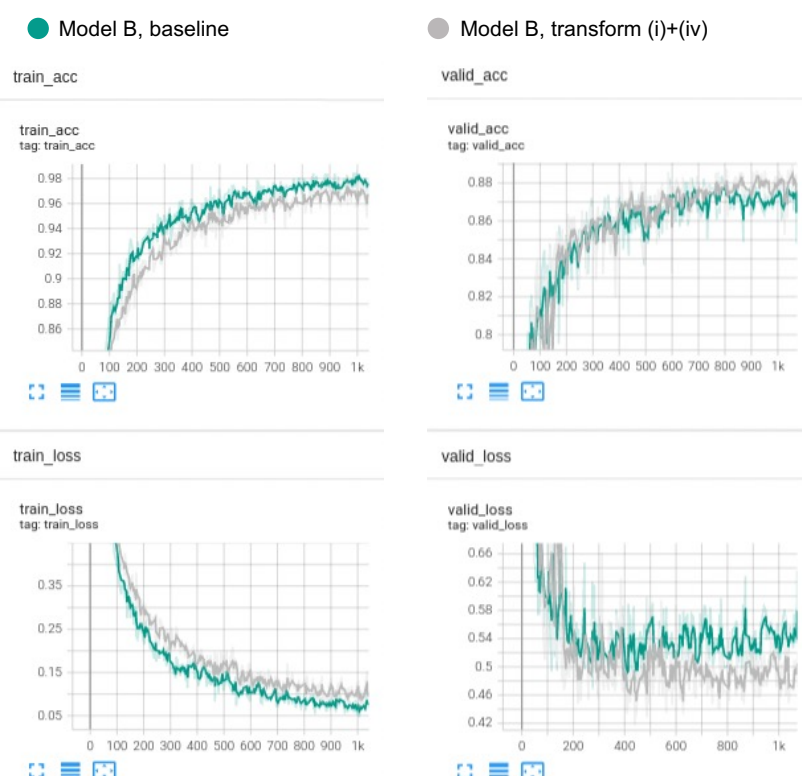 Model B, baseline
Model B, transform (i)+(iv)
train_acc
valid_acc
train_acc
tag: train_acc
0.98
0.96
0.94
0.92
0.9
0.88
0.86
0 100 200 300 400 500 600 700 800 900 1k
valid_acc
tag: valid_acc
0.88
0.86
0.84
0.82
0.8
0 100 200 300 400 500 600 700 800 900 1k
train_loss
valid_loss
train_loss
tag: train_loss
0.35
0.25
0.15
0.05
0 100 200 300 400 500 600 700 800 900 1k
valid_loss
tag: valid_loss
0.66
0.62
0.58
0.54
0.5
0.46
0.42
0 200 400 600 800 1k